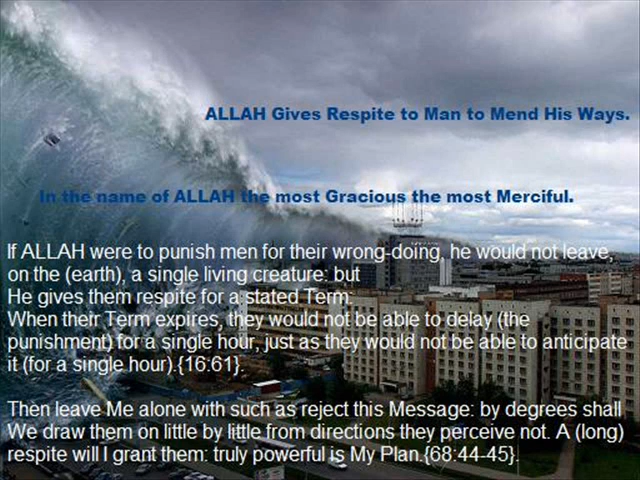 ALLAH Gives Respite to Man to Mend His Ways.
In the name of ALLAH the most Gracious the most Merciful.
If ALLAH were to punish men for their wrong-doing, he would not leave,
on the (earth), a single living creature: but
He gives them respite for a stated Term:
When their Term expires, they would not be able to delay (the
punishment) for a single hour, just as they would not be able to anticipate
it (for a single hour).{16:61}.
Then leave Me alone with such as reject this Message: by degrees shall
We draw them on little by little from directions they perceive not. A (long)
respite will I grant them: truly powerful is My Plan.{68:44-45}.